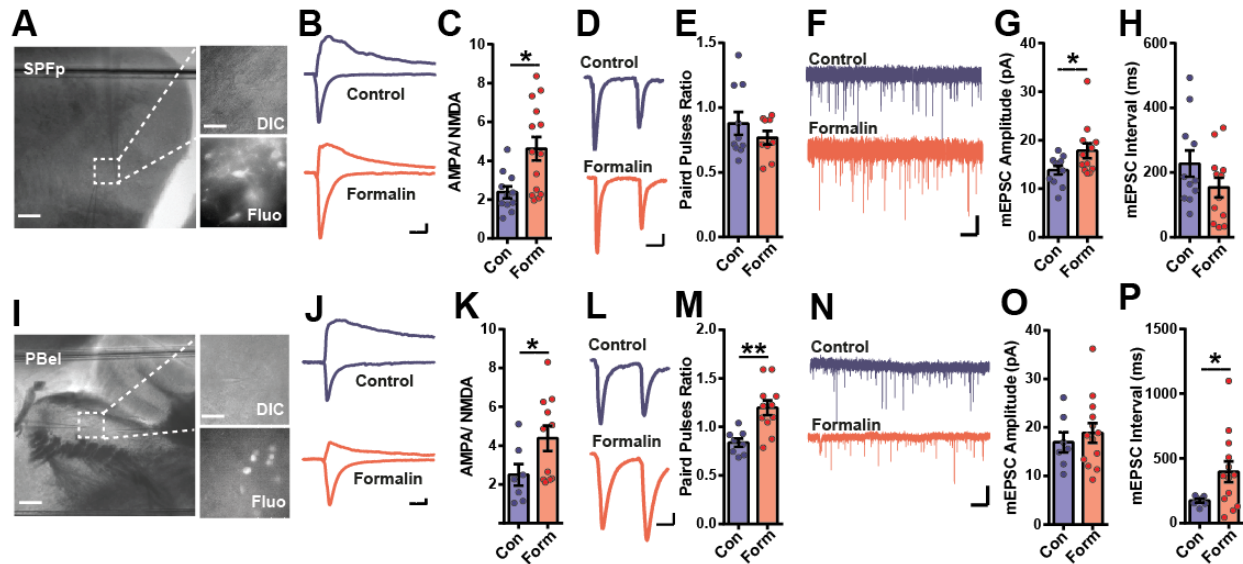 A
SPFp
DIC
Fluo
B
Control
Formalin
C
AMPA/ NMDA
10
8
6
4
2
*
Con
Form
D
Control
Formalin
E
Paird Pulses Ratio
1.5
1.0
0.5
0.0
Con
Form
F
Control
Formalin
G
mEPSC Amplitude (pA)
40
30
20
10
0
*
Con
Form
H
mEPSC Interval (ms)
600
400
200
0
Con
Form
I
PBel
DIC
Fluo
J
Control
Formalin
K
AMPA/ NMDA
10
8
6
4
2
*
Con
Form
L
Control
Formalin
M
Paird Pulses Ratio
2.0
1.5
1.0
0.5
0.0
**
Con
Form
N
Control
Formalin
O
mEPSC Amplitude (pA)
40
30
20
10
0
Con
Form
P
mEPSC Interval (ms)
1500
1000
500
0
*
Con
Form